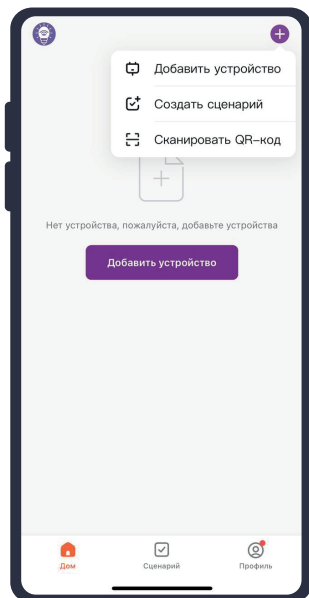 Добавить устройство
Создать сценарий
Сканировать QR-код
Нет устройства, пожалуйста, добавьте устройства
Добавить устройство
Дом
Сценарий
Профиль